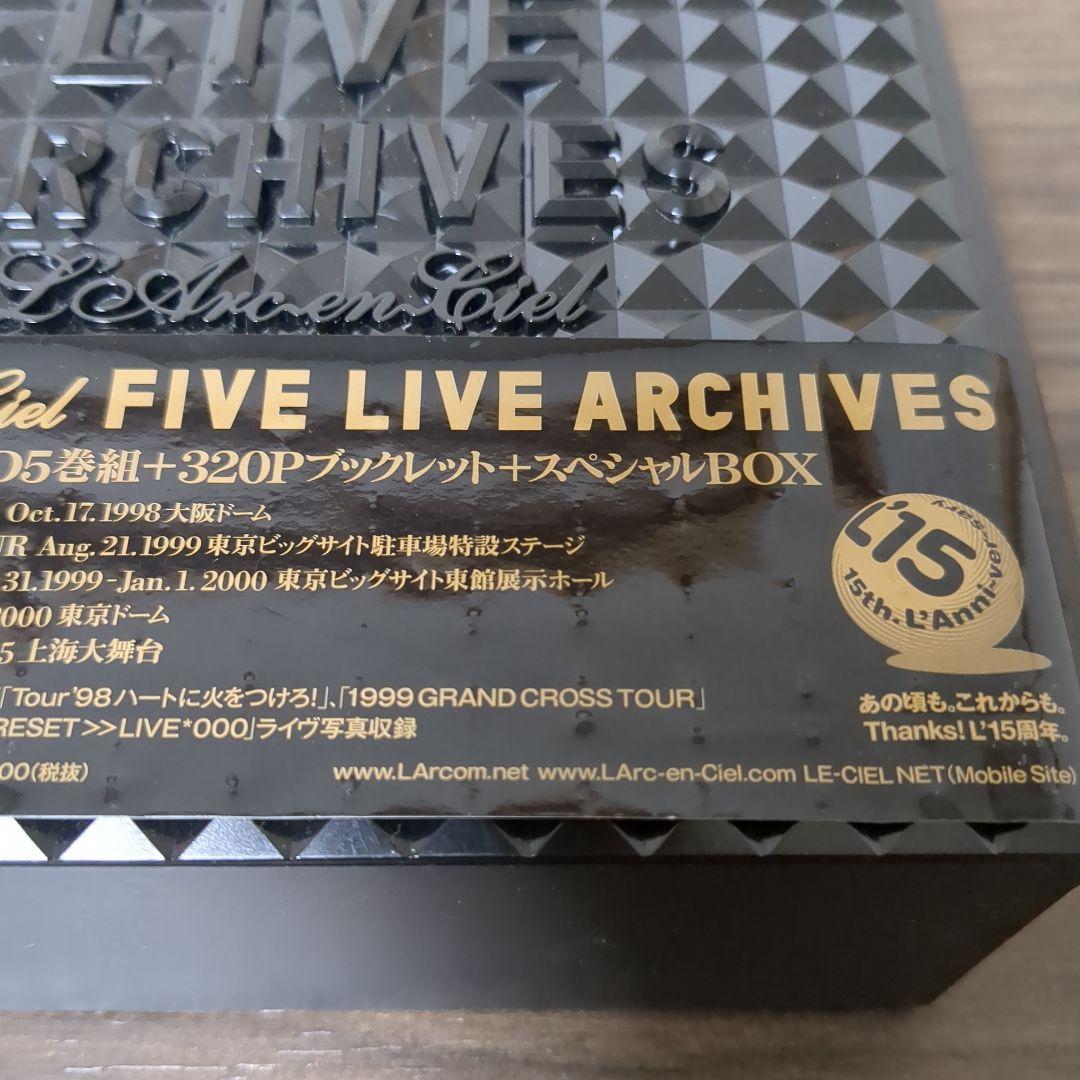 LIVE
RCHIVES
L'Arc-en-Ciel
Ciel FIVE LIVE ARCHIVES
D5巻組+320Pブックレット+スペシャルBOX
Oct.17.1998 大阪ドーム
UR Aug.21.1999 東京ビッグサイト駐車場特設ステージ
31.1999-Jan.1.2000 東京ビッグサイト東館展示ホール
2000 東京ドーム
5 上海大舞台
L'15
15th. L'Anni-ver
「Tour'98ハートに火をつけろ!」、「1999 GRAND CROSS TOUR」
RESET>>LIVE*000」ライヴ写真収録
あの頃も。これからも。
Thanks! L'15周年。
00(税抜)
www.LArcom.net www.LArc-en-Ciel.com LE-CIEL NET(Mobile Site)